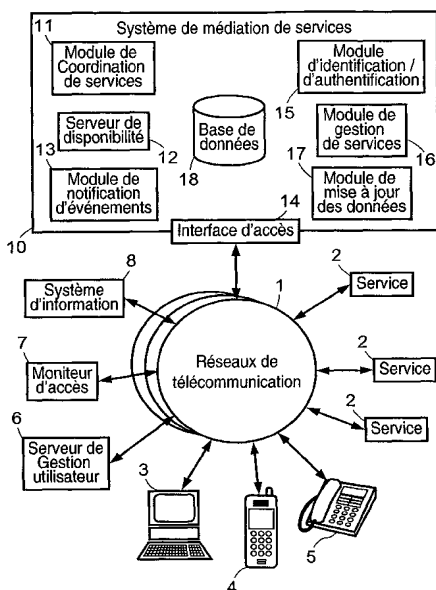 Système de médiation de services
11
Module de
Coordination
de services
Module
d'identification /
d'authentification
15
Serveur de
disponibilité
12
Base de
données
18
Module de
gestion
de services
16
13
Module de
notification
d'événements
17
Module de
mise à jour
des données
14
Interface d'accès
10
8
Système
d'information
1
2
Service
7
Moniteur
d'accès
Réseaux de
télécommunication
2
Service
6
Serveur de
Gestion
utilisateur
2
Service
3
4
5